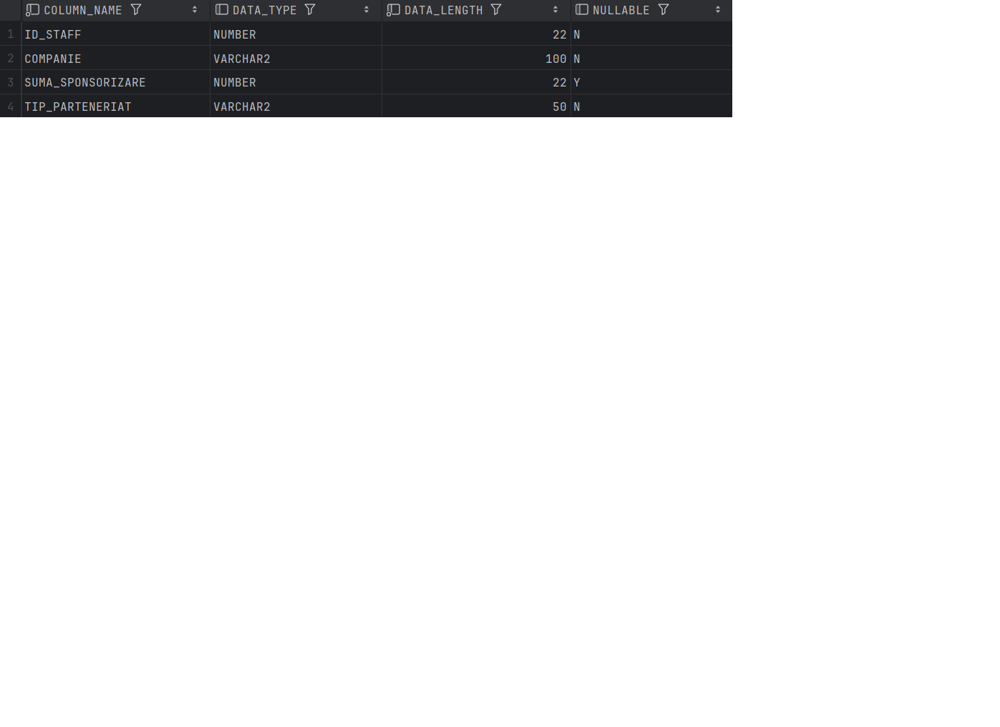 COLUMN_NAME DATA_TYPE DATA_LENGTH NULLABLE
1 ID_STAFF NUMBER 22 N
2 COMPANIE VARCHAR2 100 N
3 SUMA_SPONSORIZARE NUMBER 22 Y
4 TIP_PARTENERIAT VARCHAR2 50 N